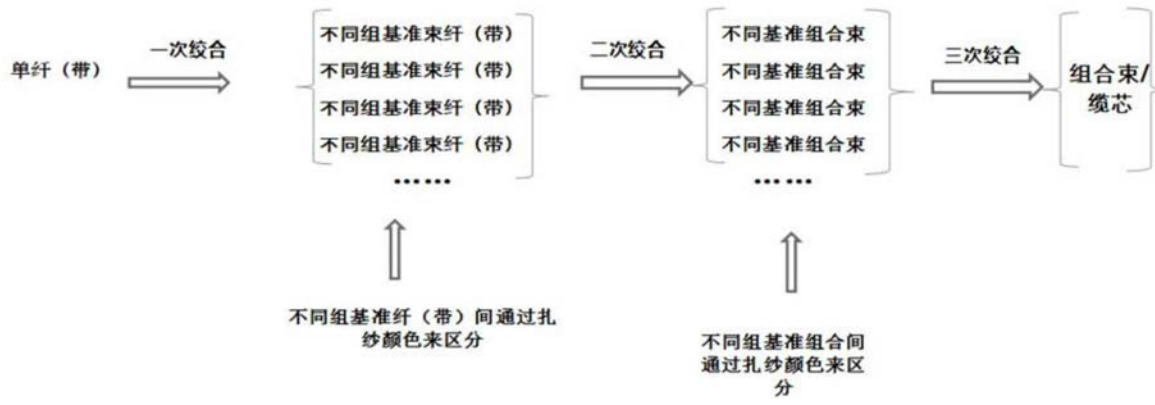 单纤（带）
一次绞合
不同组基准束纤（带）
不同组基准束纤（带）
不同组基准束纤（带）
不同组基准束纤（带）
……
不同组基准纤（带）间通过扎
纱颜色来区分
二次绞合
不同基准组合束
不同基准组合束
不同基准组合束
不同基准组合束
……
不同组基准组合间
通过扎纱颜色来区
分
三次绞合
组合束/
缆芯